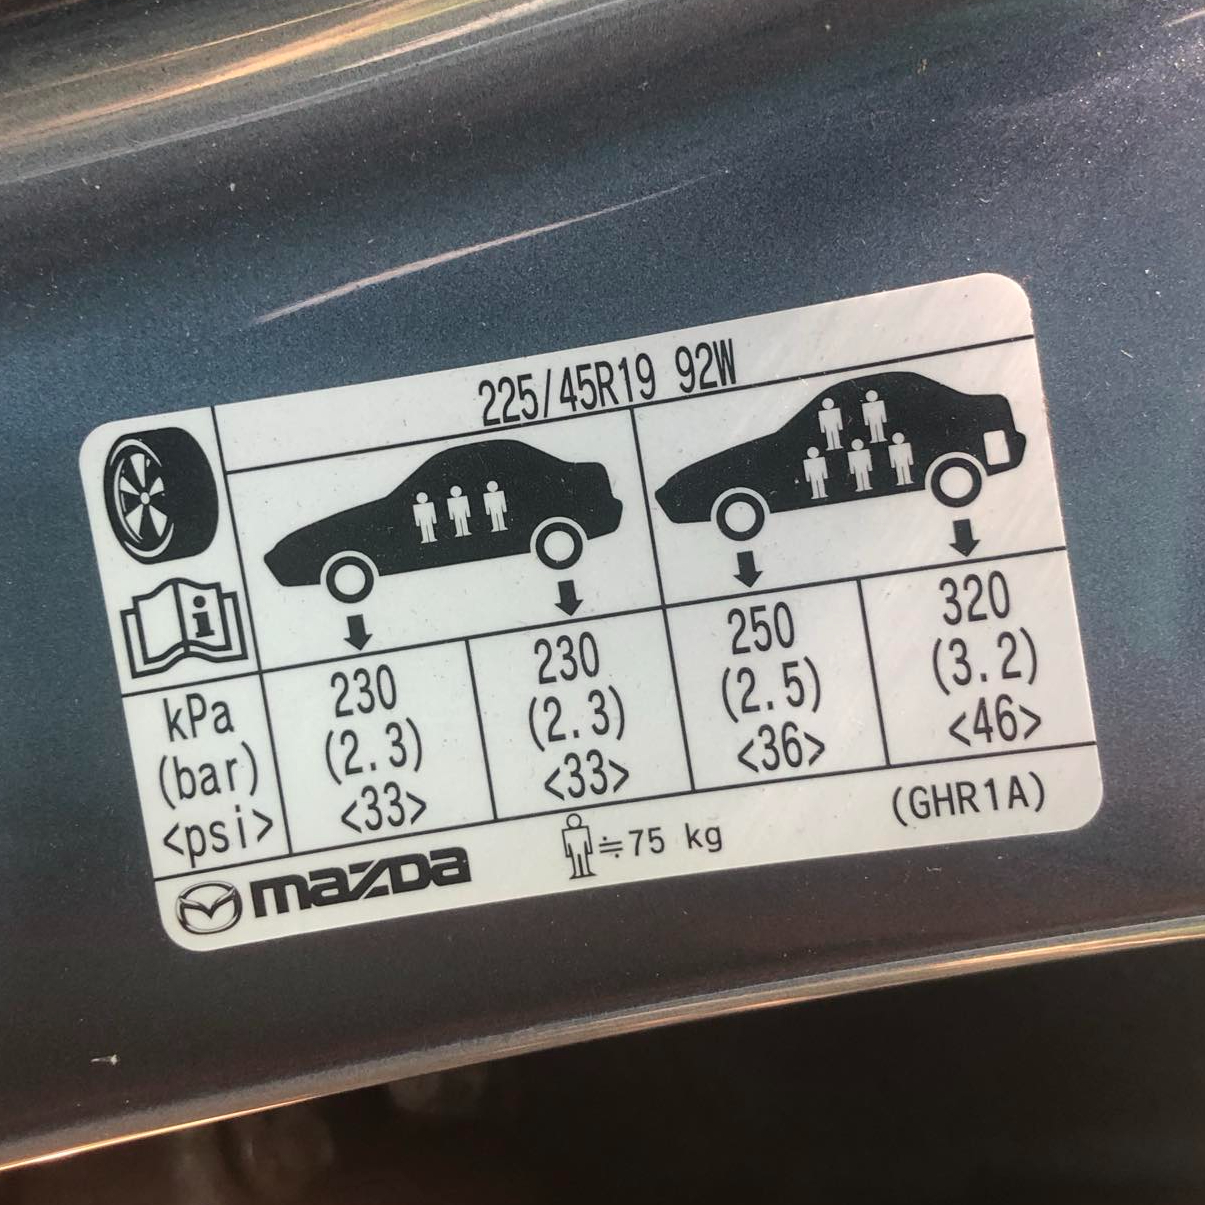 225/45R19 92W
i
kPa
(bar)
<psi>
230
(2.3)
<33>
230
(2.3)
<33>
250
(2.5)
<36>
320
(3.2)
<46>
mazda
≒75 kg
(GHR1A)